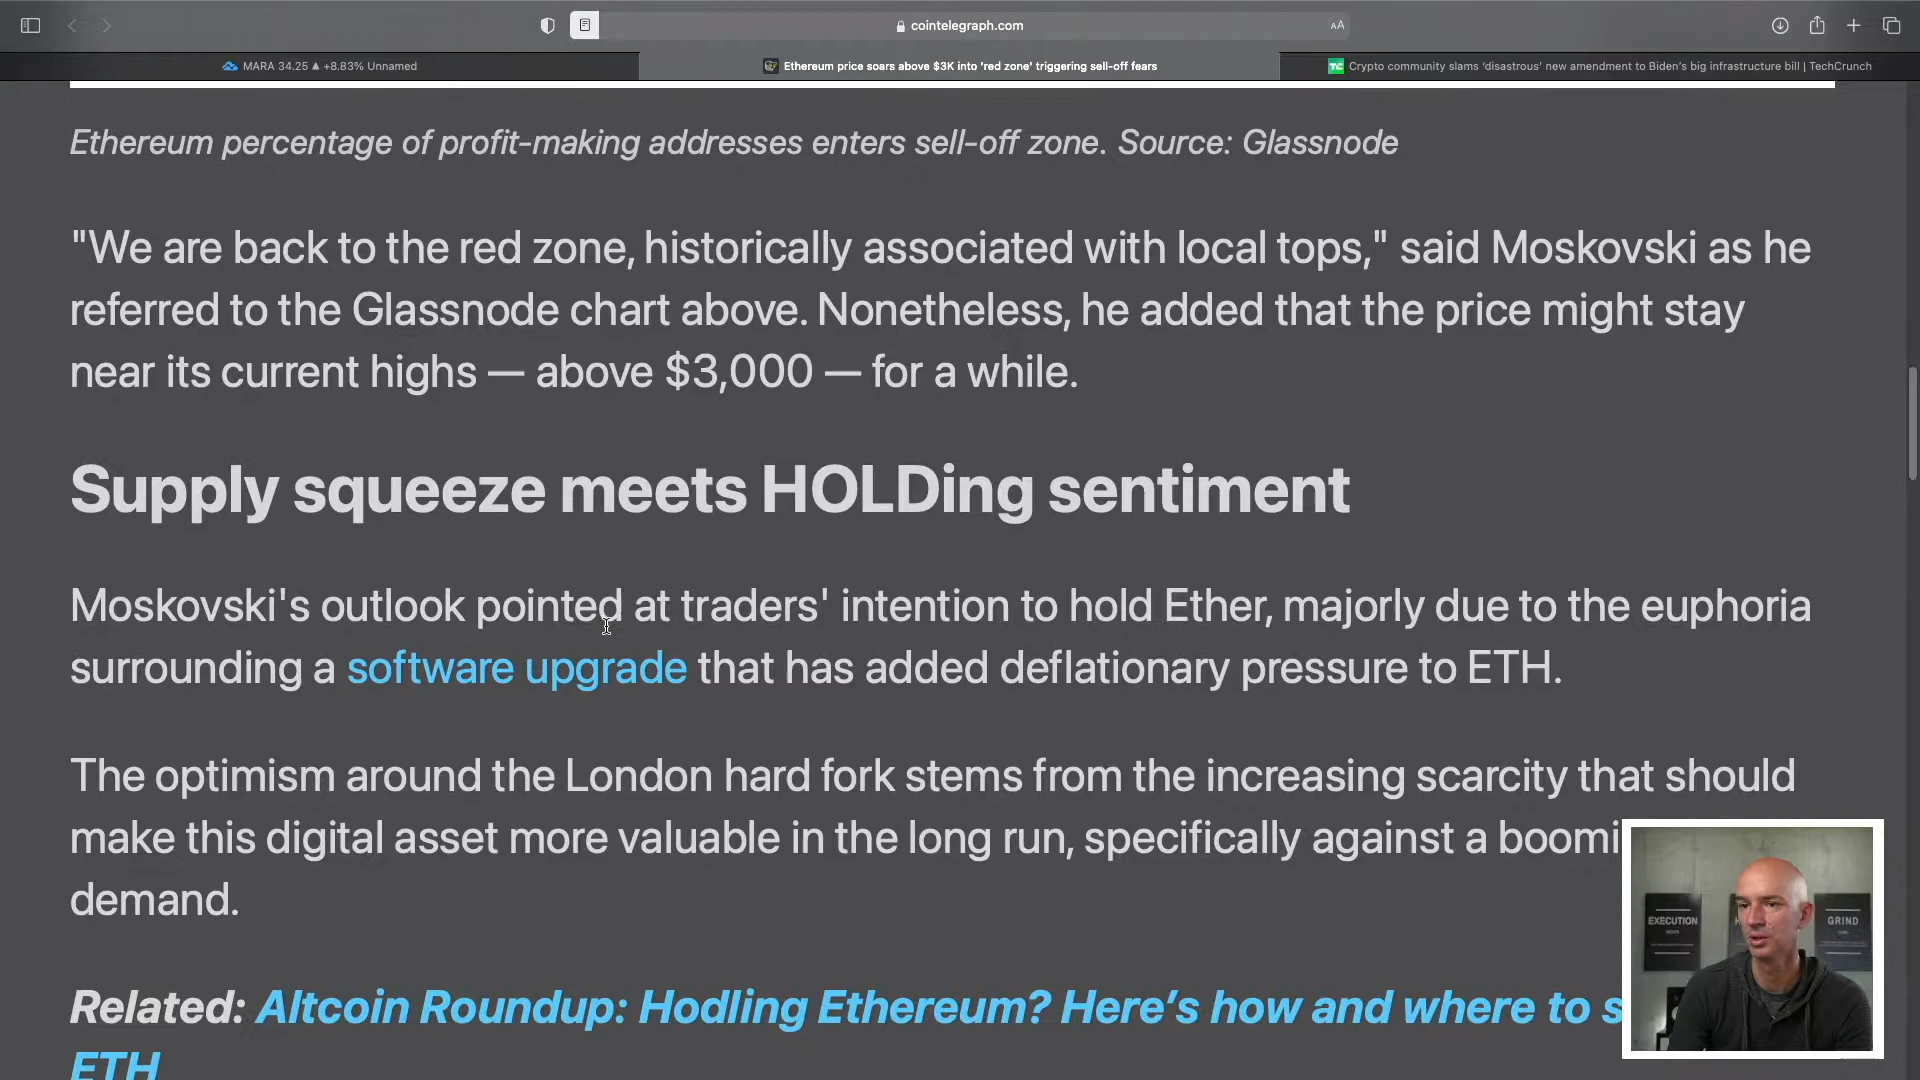 cointelegraph.com
AA
MARA 34.25 ▲ +8.83% Unnamed
Ethereum price soars above $3K into 'red zone' triggering sell-off fears
TC
Crypto community slams 'disastrous' new amendment to Biden's big infrastructure bill | TechCrunch
Ethereum percentage of profit-making addresses enters sell-off zone. Source: Glassnode
"We are back to the red zone, historically associated with local tops," said Moskovski as he
referred to the Glassnode chart above. Nonetheless, he added that the price might stay
near its current highs — above $3,000 — for a while.
Supply squeeze meets HOLDing sentiment
Moskovski's outlook pointed at traders' intention to hold Ether, majorly due to the euphoria
surrounding a software upgrade that has added deflationary pressure to ETH.
The optimism around the London hard fork stems from the increasing scarcity that should
make this digital asset more valuable in the long run, specifically against a boomi
demand.
EXECUTION
GRIND
Related: Altcoin Roundup: Hodling Ethereum? Here’s how and where to s
ETH